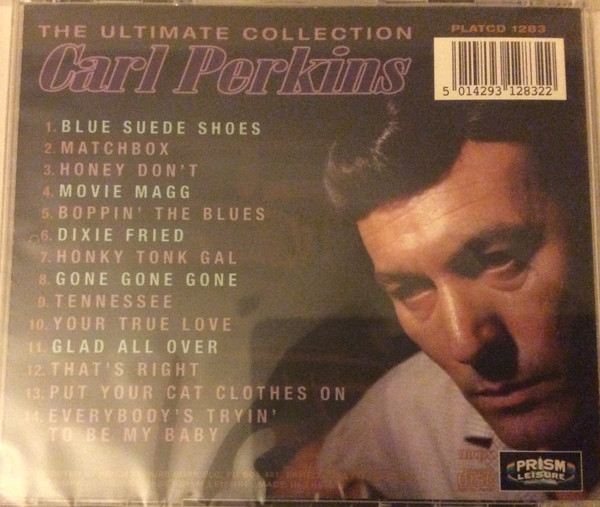 THE ULTIMATE COLLECTION
PLATCD 1283
Carl Perkins
5 014293 128322
1. BLUE SUEDE SHOES
2. MATCHBOX
3. HONEY DON'T
4. MOVIE MAGG
5. BOPPIN' THE BLUES
6. DIXIE FRIED
7. HONKY TONK GAL
8. GONE GONE GONE
9. TENNESSEE
10. YOUR TRUE LOVE
11. GLAD ALL OVER
12. THAT'S RIGHT
13. PUT YOUR CAT CLOTHES ON
14. EVERYBODY'S TRYIN'
TO BE MY BABY
PRISM
LEISURE